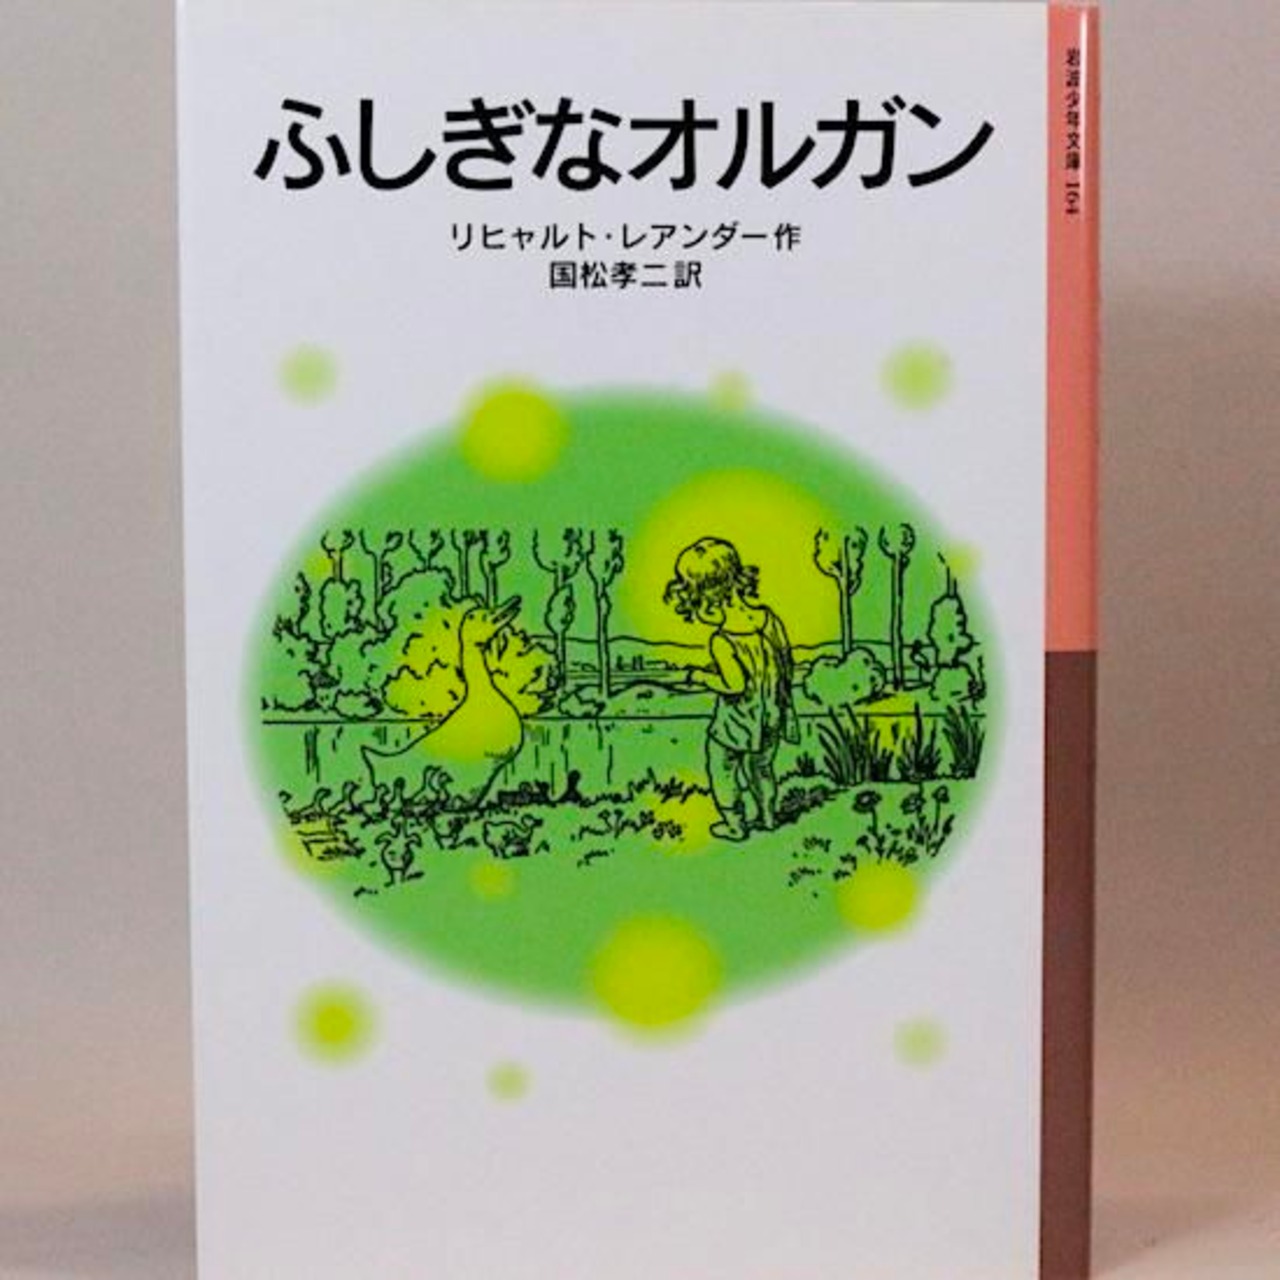 ふしぎなオルガン
リヒャルト・レアンダー作
国松孝二訳
岩波少年文庫 164